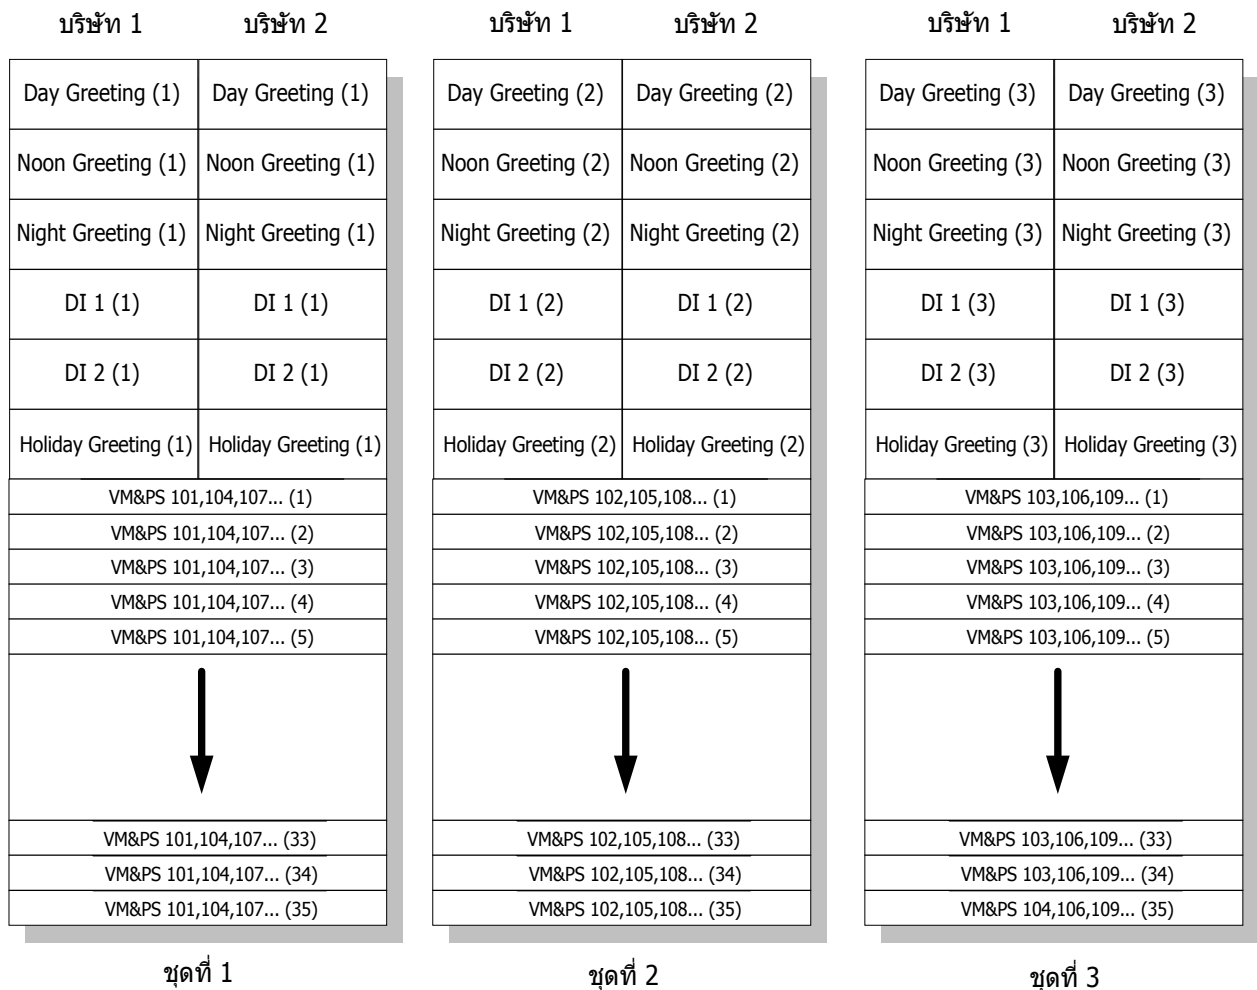 บริษัท 1 บริษัท 2
Day Greeting (1) Day Greeting (1)
Noon Greeting (1) Noon Greeting (1)
Night Greeting (1) Night Greeting (1)
DI 1 (1) DI 1 (1)
DI 2 (1) DI 2 (1)
Holiday Greeting (1) Holiday Greeting (1)
VM&PS 101,104,107... (1)
VM&PS 101,104,107... (2)
VM&PS 101,104,107... (3)
VM&PS 101,104,107... (4)
VM&PS 101,104,107... (5)
VM&PS 101,104,107... (33)
VM&PS 101,104,107... (34)
VM&PS 101,104,107... (35)
ชุดที่ 1
บริษัท 1 บริษัท 2
Day Greeting (2) Day Greeting (2)
Noon Greeting (2) Noon Greeting (2)
Night Greeting (2) Night Greeting (2)
DI 1 (2) DI 1 (2)
DI 2 (2) DI 2 (2)
Holiday Greeting (2) Holiday Greeting (2)
VM&PS 102,105,108... (1)
VM&PS 102,105,108... (2)
VM&PS 102,105,108... (3)
VM&PS 102,105,108... (4)
VM&PS 102,105,108... (5)
VM&PS 102,105,108... (33)
VM&PS 102,105,108... (34)
VM&PS 102,105,108... (35)
ชุดที่ 2
บริษัท 1 บริษัท 2
Day Greeting (3) Day Greeting (3)
Noon Greeting (3) Noon Greeting (3)
Night Greeting (3) Night Greeting (3)
DI 1 (3) DI 1 (3)
DI 2 (3) DI 2 (3)
Holiday Greeting (3) Holiday Greeting (3)
VM&PS 103,106,109... (1)
VM&PS 103,106,109... (2)
VM&PS 103,106,109... (3)
VM&PS 103,106,109... (4)
VM&PS 103,106,109... (5)
VM&PS 103,106,109... (33)
VM&PS 103,106,109... (34)
VM&PS 104,106,109... (35)
ชุดที่ 3